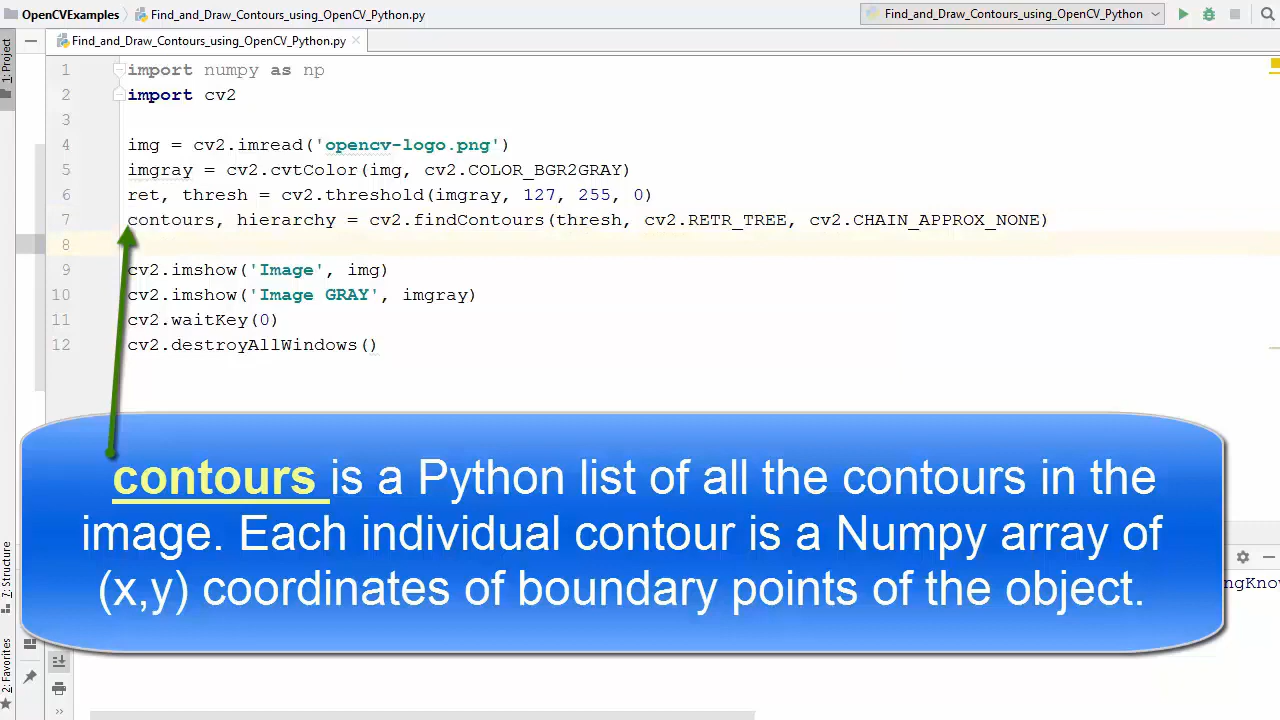 OpenCVExamples
Find_and_Draw_Contours_using_OpenCV_Python.py
Find_and_Draw_Contours_using_OpenCV_Python
Find_and_Draw_Contours_using_OpenCV_Python.py
1: Project
1 import numpy as np
2 import cv2
3
4 img = cv2.imread('opencv-logo.png')
5 imgray = cv2.cvtColor(img, cv2.COLOR_BGR2GRAY)
6 ret, thresh = cv2.threshold(imgray, 127, 255, 0)
7 contours, hierarchy = cv2.findContours(thresh, cv2.RETR_TREE, cv2.CHAIN_APPROX_NONE)
8
9 cv2.imshow('Image', img)
10 cv2.imshow('Image GRAY', imgray)
11 cv2.waitKey(0)
12 cv2.destroyAllWindows()
contours is a Python list of all the contours in the
image. Each individual contour is a Numpy array of
(x,y) coordinates of boundary points of the object.
7: Structure
2: Favorites